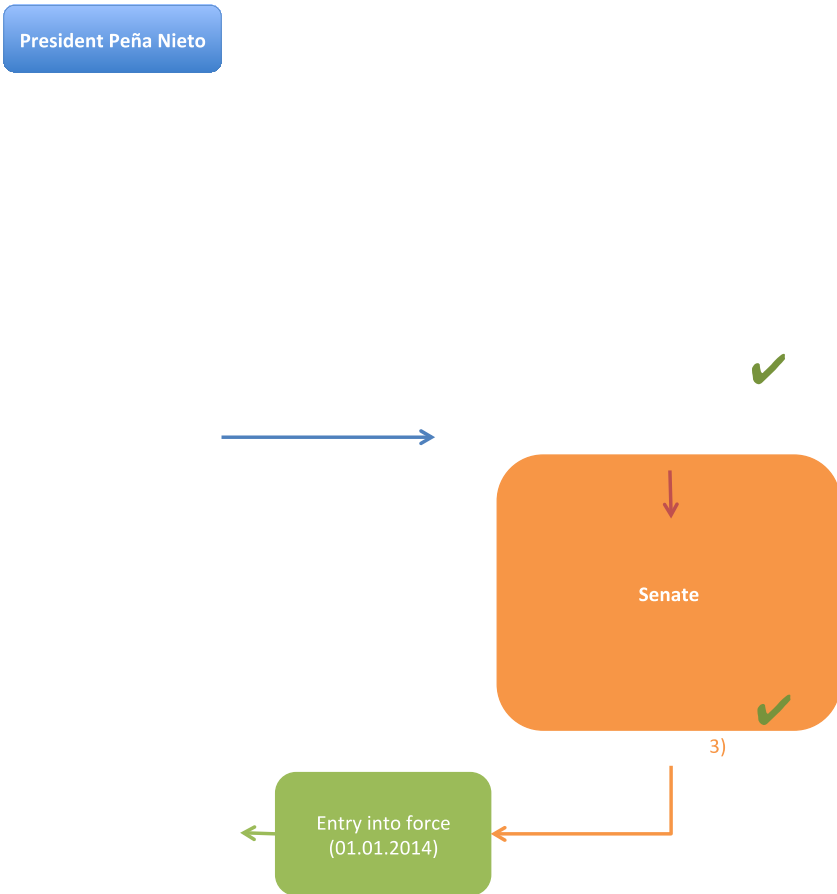 President Peña Nieto
Senate
3)
Entry into force
(01.01.2014)